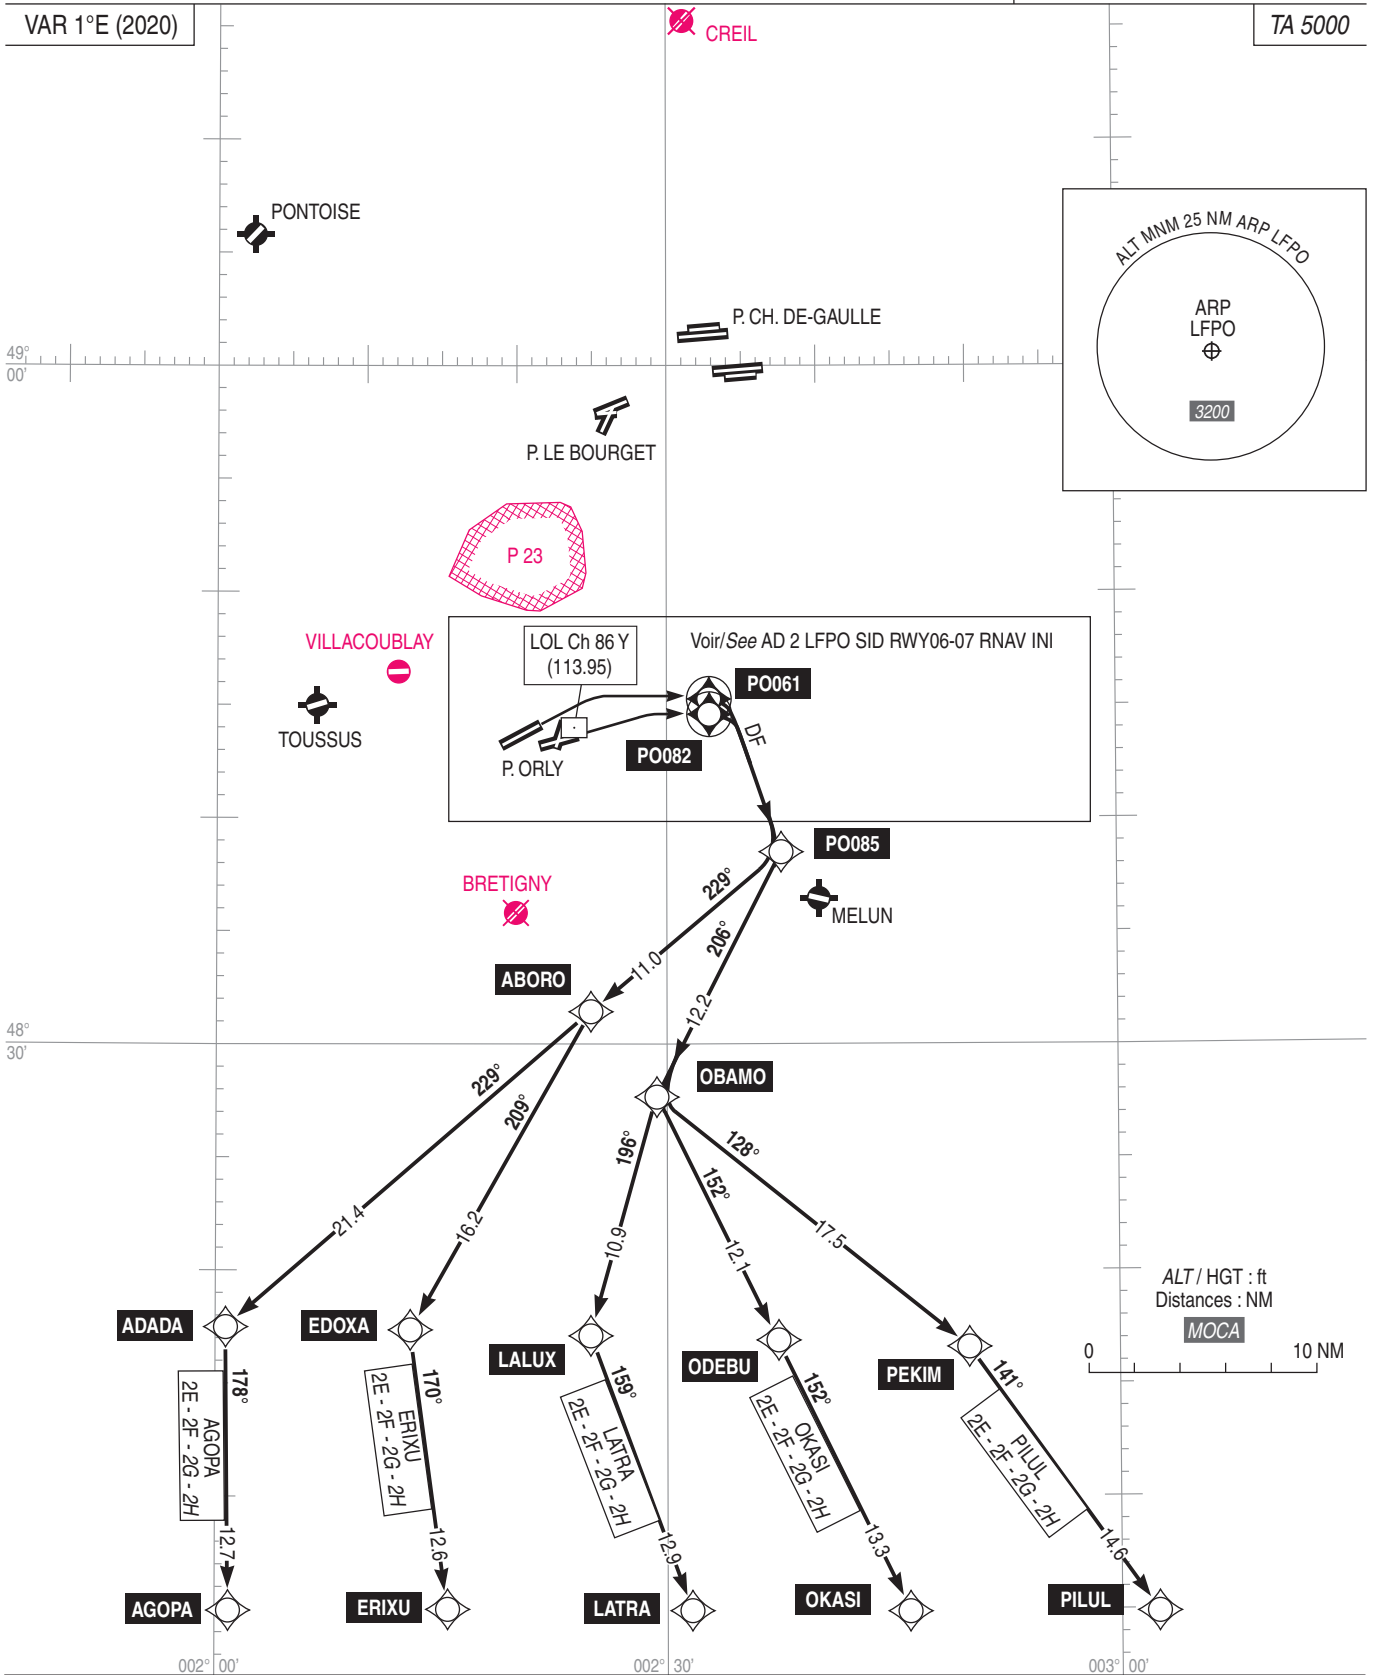 VAR 1°E (2020)
TA 5000
CREIL
PONTOISE
ALT MNM 25 NM ARP LFPO
ARP
LFPO
3200
P. CH. DE-GAULLE
49°
00'
P. LE BOURGET
P 23
VILLACOUBLAY
LOL Ch 86 Y
(113.95)
Voir/See AD 2 LFPO SID RWY06-07 RNAV INI
PO061
TOUSSUS
P. ORLY
PO082
DF
PO085
BRETIGNY
MELUN
229°
206°
11.0
12.2
ABORO
48°
30'
OBAMO
229°
209°
196°
152°
128°
21.4
16.2
10.9
12.1
17.5
ALT / HGT : ft
Distances : NM
MOCA
0
10 NM
ADADA
EDOXA
LALUX
ODEBU
PEKIM
178°
AGOPA
2E - 2F - 2G - 2H
12.7
170°
ERIXU
2E - 2F - 2G - 2H
12.6
159°
LATRA
2E - 2F - 2G - 2H
12.9
152°
OKASI
2E - 2F - 2G - 2H
13.3
141°
PILUL
2E - 2F - 2G - 2H
14.6
AGOPA
ERIXU
LATRA
OKASI
PILUL
002° 00'
002° 30'
003° 00'